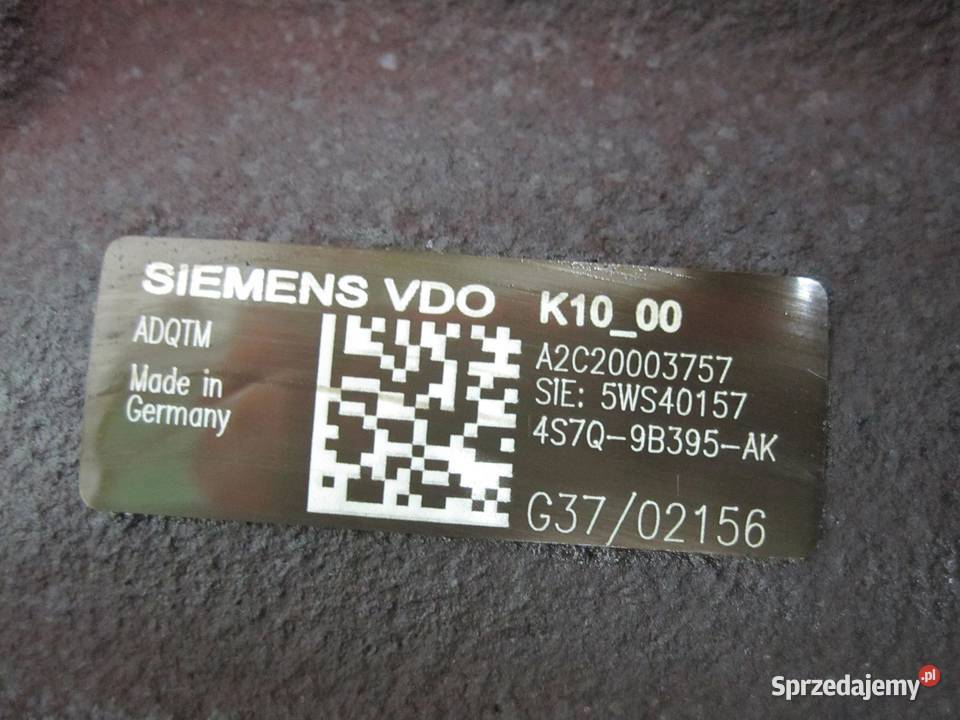 SIEMENS VDO K10_00
ADQTM
Made in
Germany
A2C20003757
SIE: 5WS40157
4S7Q-9B395-AK
G37/02156
Sprzedajemy.pl